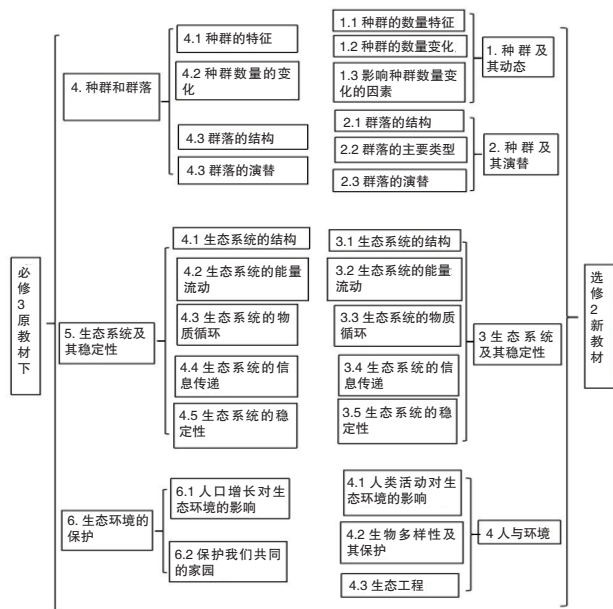 必修3原教材下
4. 种群和群落
4.1 种群的特征
4.2 种群数量的变
化
4.3 群落的结构
4.3 群落的演替
5. 生态系统及
其稳定性
4.1 生态系统的结构
4.2 生态系统的能量
流动
4.3 生态系统的物
质循环
4.4 生态系统的信
息传递
4.5 生态系统的稳
定性
6. 生态环境的
保护
6.1 人口增长对生
态环境的影响
6.2 保护我们共同
的家园
1.1 种群的数量特征
1.2 种群的数量变化
1.3 影响种群数量变
化的因素
1. 种群及
其动态
2.1 群落的结构
2.2 群落的主要类型
2.3 群落的演替
2. 种群及
其演替
3.1 生态系统的结构
3.2 生态系统的能量
流动
3.3 生态系统的物质
循环
3.4 生态系统的信
息传递
3.5 生态系统的稳
定性
3 生态系统
及其稳定性
4.1 人类活动对生
态环境的影响
4.2 生物多样性及
其保护
4.3 生态工程
4 人与环境
选修2新教材